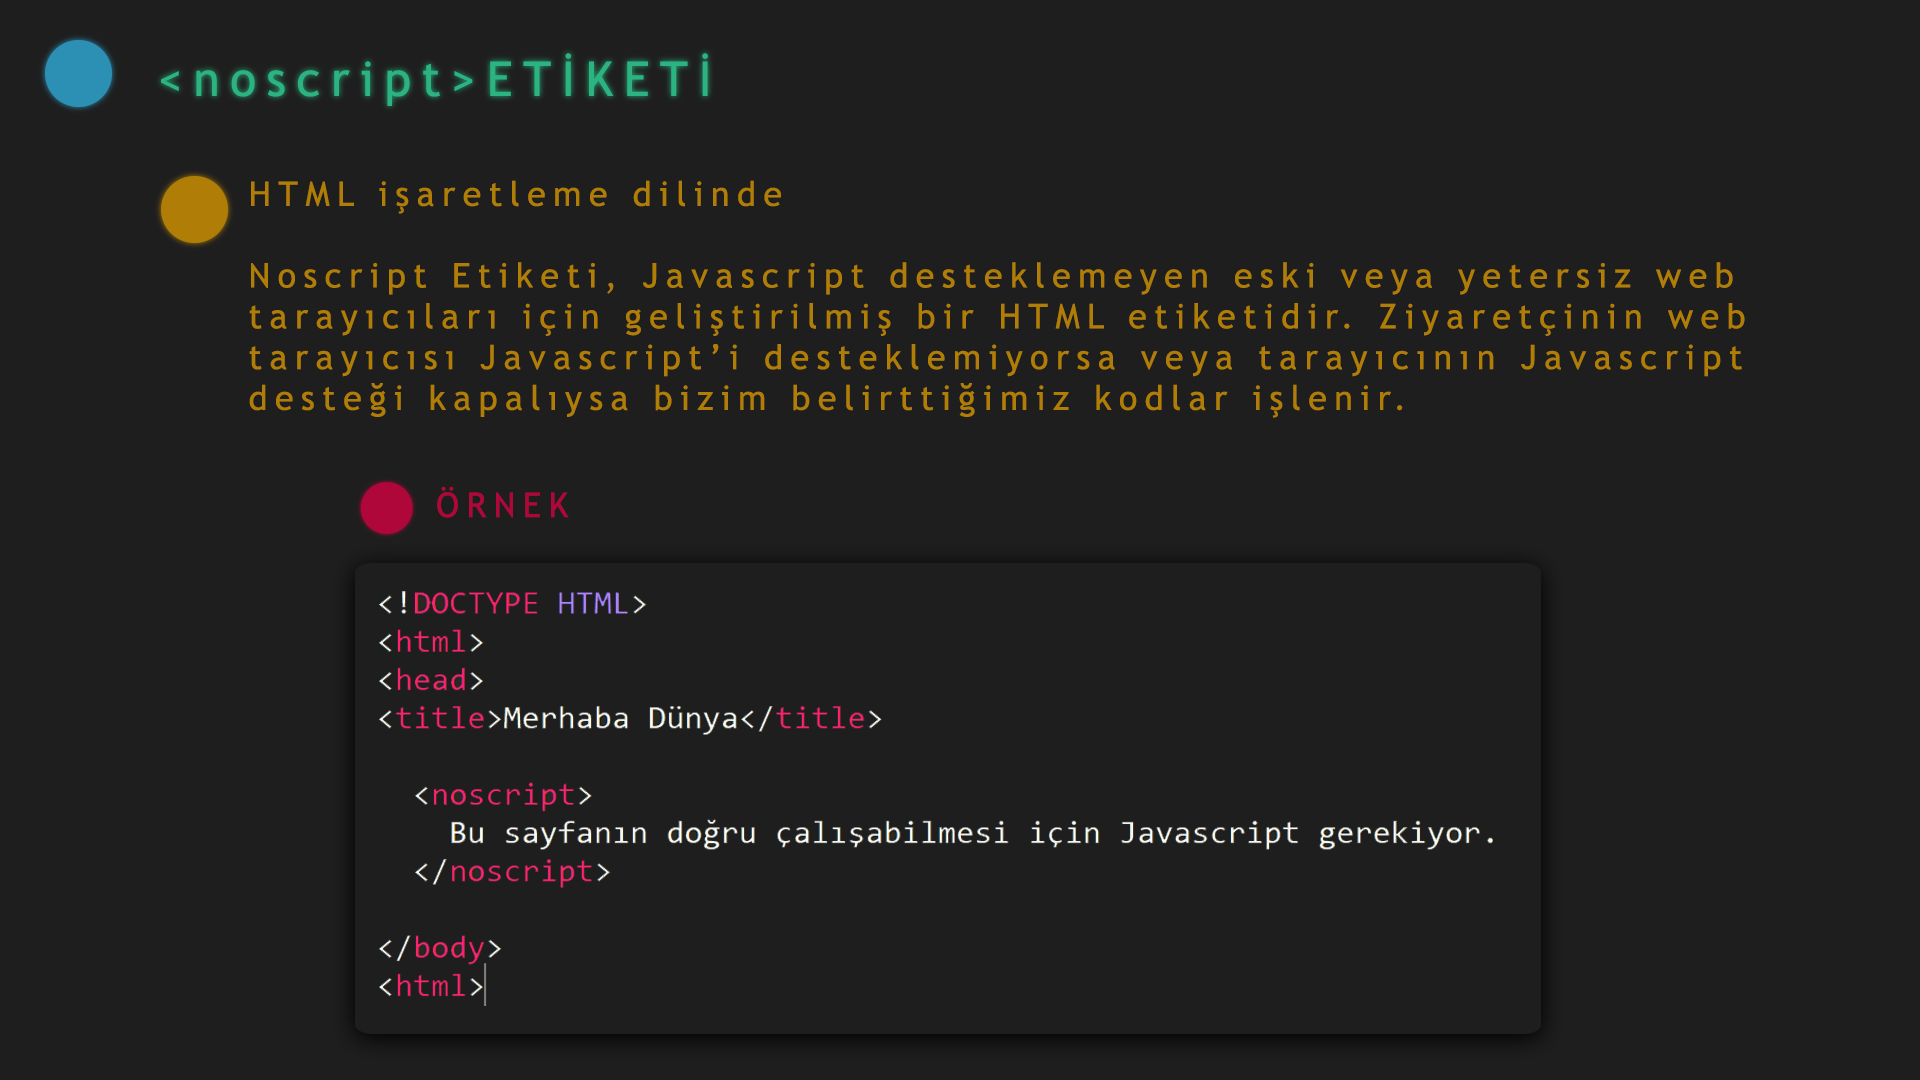 <noscript>ETİKETİ
HTML işaretleme dilinde
Noscript Etiketi, Javascript desteklemeyen eski veya yetersiz web
tarayıcıları için geliştirilmiş bir HTML etiketidir. Ziyaretçinin web
tarayıcısı Javascript’i desteklemiyorsa veya tarayıcının Javascript
desteği kapalıysa bizim belirttiğimiz kodlar işlenir.
ÖRNEK
<!DOCTYPE HTML>
<html>
<head>
<title>Merhaba Dünya</title>
<noscript>
Bu sayfanın doğru çalışabilmesi için Javascript gerekiyor.
</noscript>
</body>
<html>